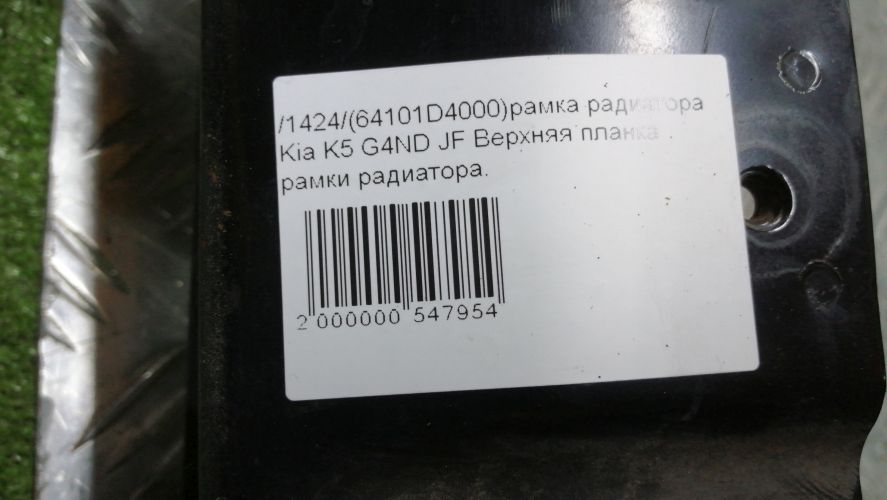 /1424/(64101D4000)рамка радиатора
Kia K5 G4ND JF Верхняя планка
рамки радиатора.
2 000000 547954